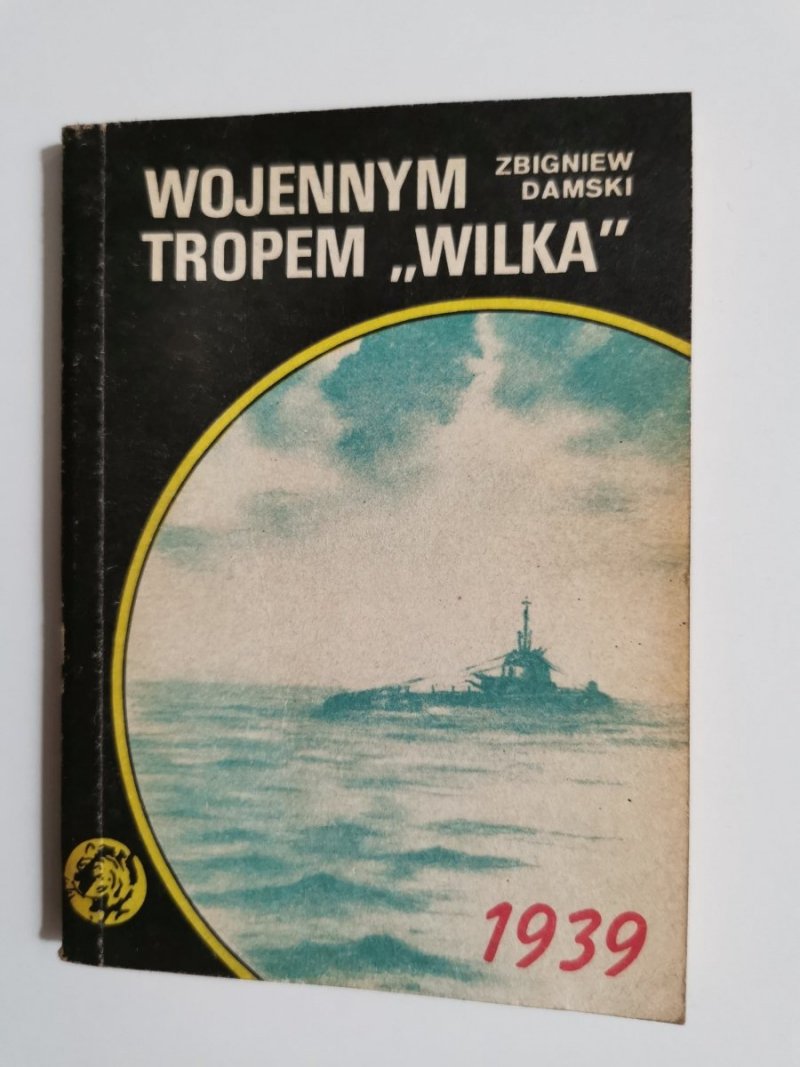 WOJENNYM
TROPEM „WILKA”
ZBIGNIEW
DAMSKI
1939